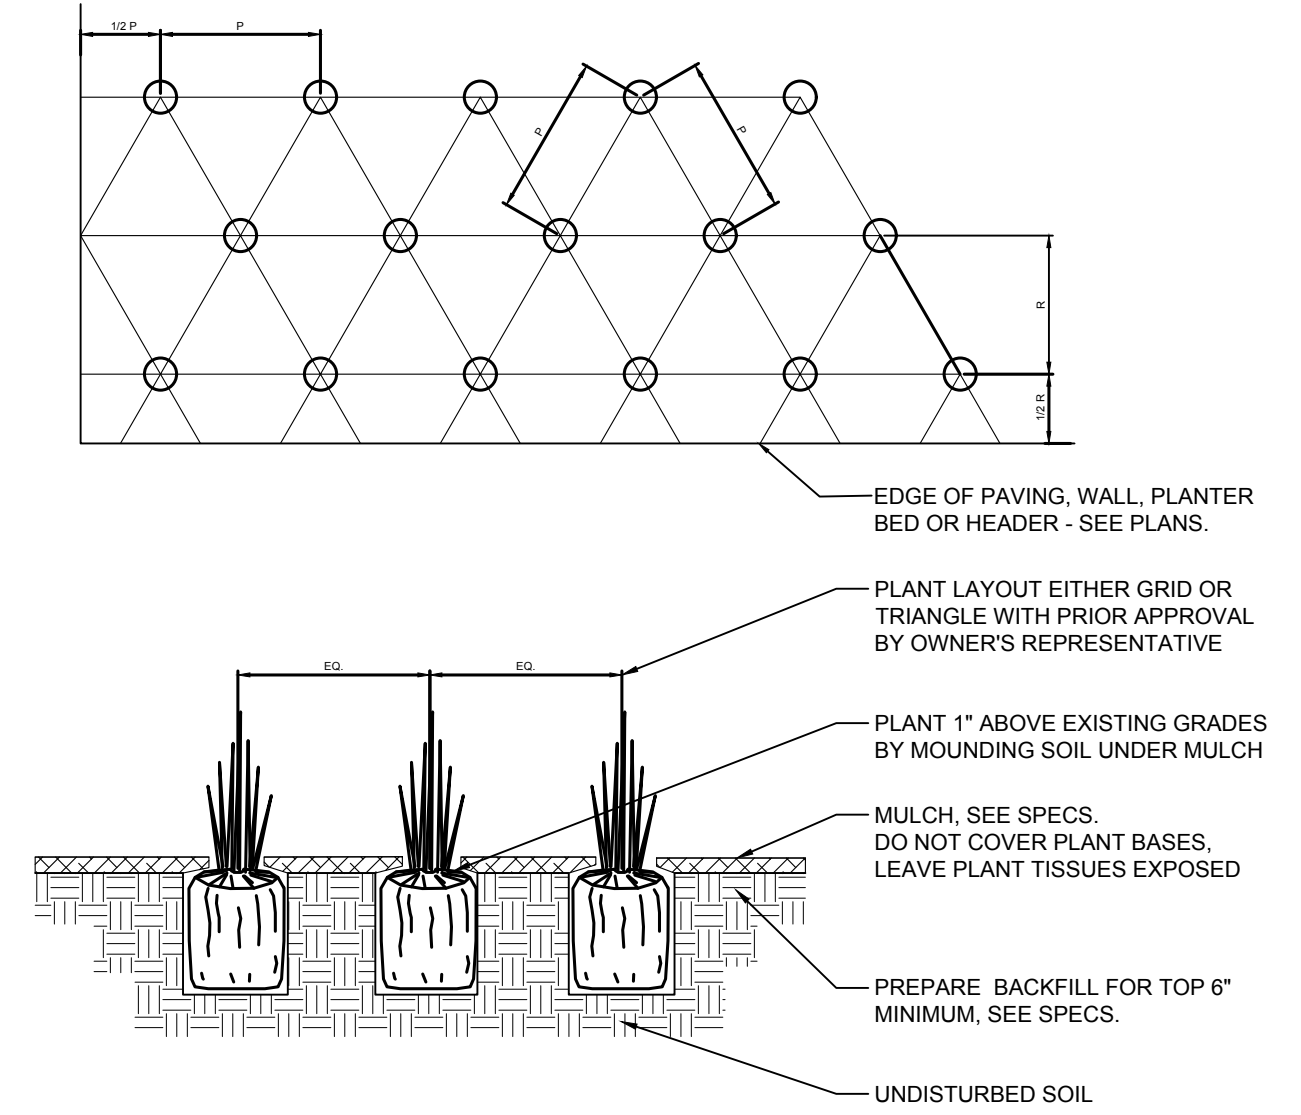 1/2 P
P
P
P
R
1/2 R
EDGE OF PAVING, WALL, PLANTER
BED OR HEADER - SEE PLANS.
PLANT LAYOUT EITHER GRID OR
TRIANGLE WITH PRIOR APPROVAL
BY OWNER'S REPRESENTATIVE
EQ.
EQ.
PLANT 1" ABOVE EXISTING GRADES
BY MOUNDING SOIL UNDER MULCH
MULCH, SEE SPECS.
DO NOT COVER PLANT BASES,
LEAVE PLANT TISSUES EXPOSED
PREPARE BACKFILL FOR TOP 6"
MINIMUM, SEE SPECS.
UNDISTURBED SOIL